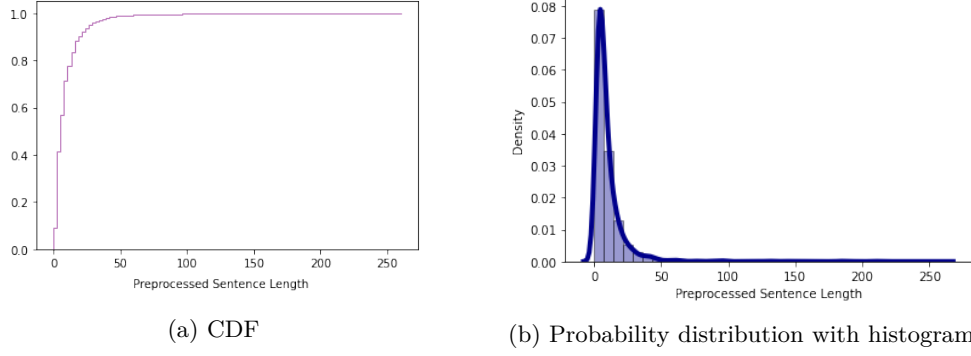 1.0
0.8
0.6
0.4
0.2
0.0
0 50 100 150 200 250
Preprocessed Sentence Length
(a) CDF
0.08
0.07
0.06
0.05
0.04
0.03
0.02
0.01
0.00
Density
0 50 100 150 200 250
Preprocessed Sentence Length
(b) Probability distribution with histogram